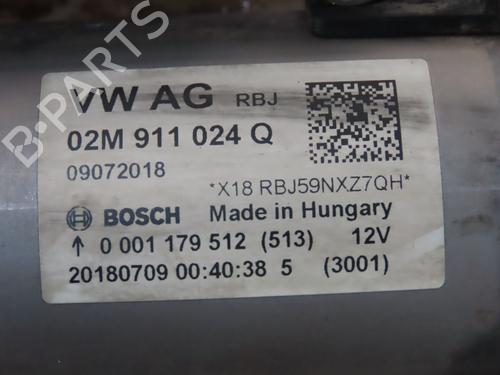 VW AG RBJ
02M 911 024 Q
09072018
*X18 RBJ59NXZ7QH*
BOSCH Made in Hungary
↑ 0 001 179 512 (513) 12V
20180709 00:40:38 5 (3001)
B-PARTS